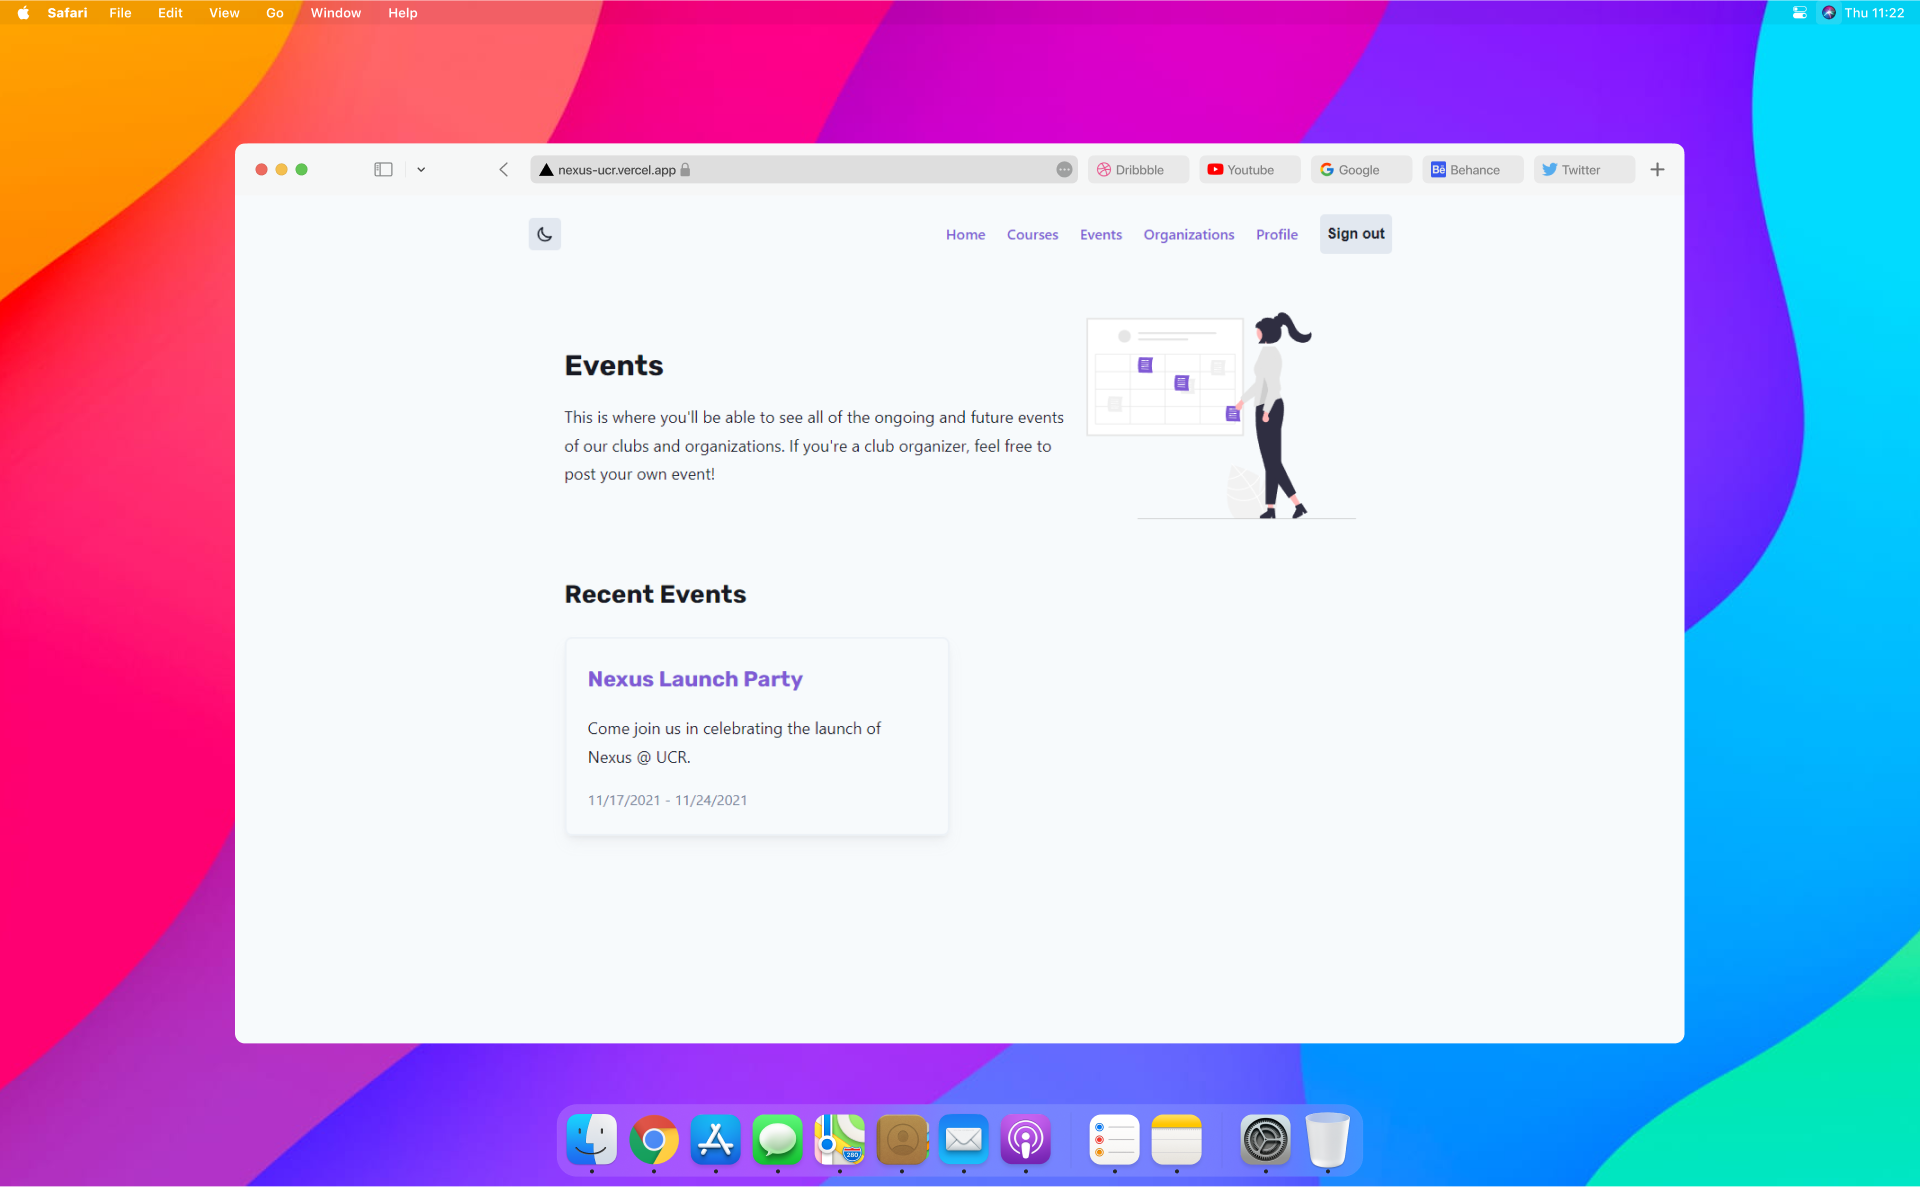 Safari File Edit View Go Window Help Thu 11:22
nexus-ucr.vercel.app Dribbble Youtube Google Bē Behance Twitter
Home Courses Events Organizations Profile Sign out
Events
This is where you'll be able to see all of the ongoing and future events
of our clubs and organizations. If you're a club organizer, feel free to
post your own event!
Recent Events
Nexus Launch Party
Come join us in celebrating the launch of
Nexus @ UCR.
11/17/2021 - 11/24/2021
280